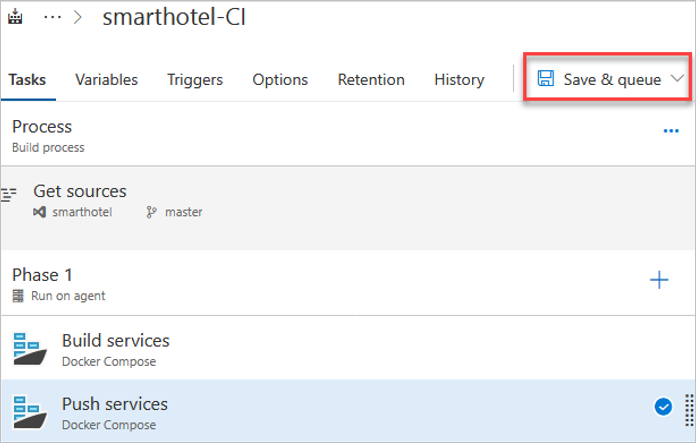 ··· > smarthotel-CI
Tasks Variables Triggers Options Retention History Save & queue
Process
Build process
Get sources
smarthotel master
Phase 1
Run on agent
Build services
Docker Compose
Push services
Docker Compose